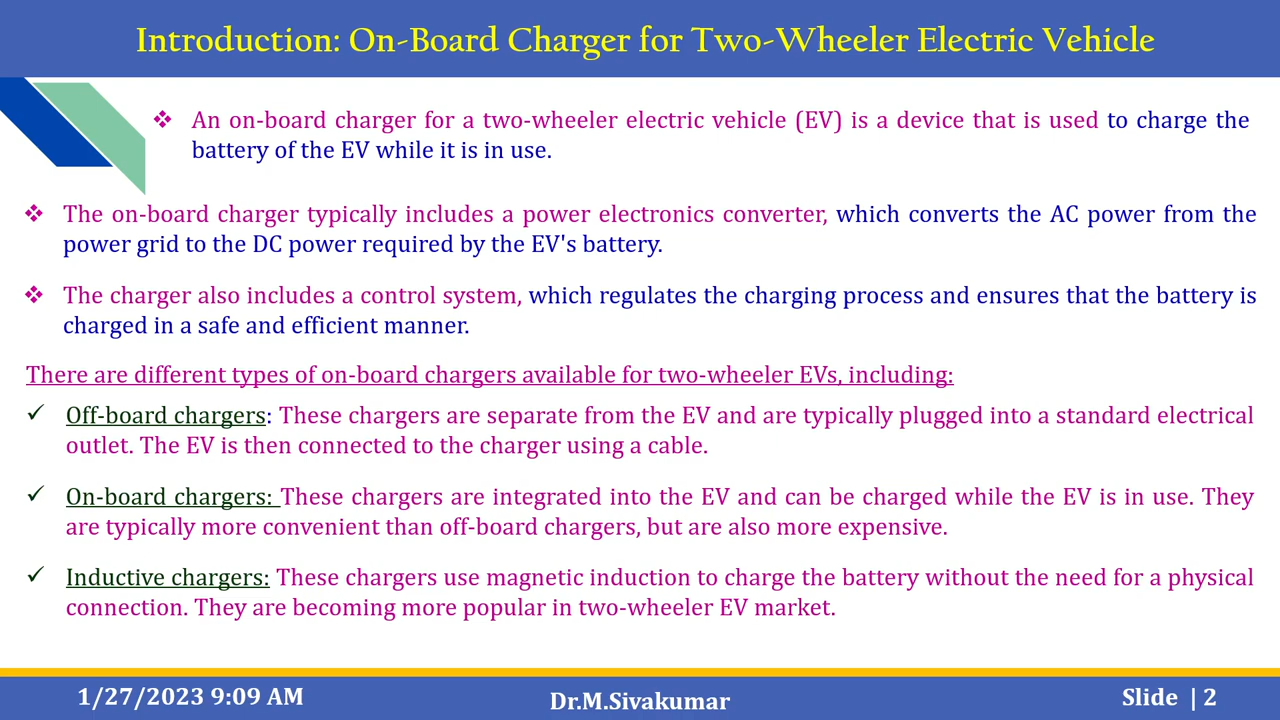 Introduction: On-Board Charger for Two-Wheeler Electric Vehicle
❖ An on-board charger for a two-wheeler electric vehicle (EV) is a device that is used to charge the
battery of the EV while it is in use.
❖ The on-board charger typically includes a power electronics converter, which converts the AC power from the
power grid to the DC power required by the EV's battery.
❖ The charger also includes a control system, which regulates the charging process and ensures that the battery is
charged in a safe and efficient manner.
There are different types of on-board chargers available for two-wheeler EVs, including:
✓ Off-board chargers: These chargers are separate from the EV and are typically plugged into a standard electrical
outlet. The EV is then connected to the charger using a cable.
✓ On-board chargers: These chargers are integrated into the EV and can be charged while the EV is in use. They
are typically more convenient than off-board chargers, but are also more expensive.
✓ Inductive chargers: These chargers use magnetic induction to charge the battery without the need for a physical
connection. They are becoming more popular in two-wheeler EV market.
1/27/2023 9:09 AM
Dr.M.Sivakumar
Slide | 2